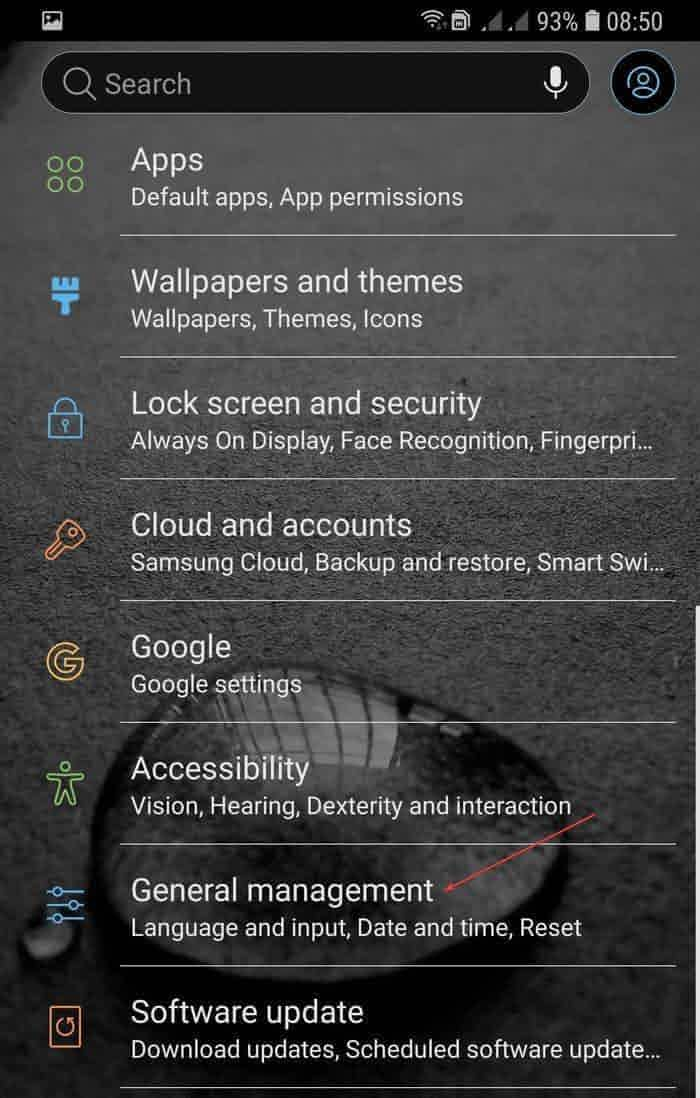 93% 08:50
Search
Apps
Default apps, App permissions
Wallpapers and themes
Wallpapers, Themes, Icons
Lock screen and security
Always On Display, Face Recognition, Fingerpri...
Cloud and accounts
Samsung Cloud, Backup and restore, Smart Swi...
Google
Google settings
Accessibility
Vision, Hearing, Dexterity and interaction
General management
Language and input, Date and time, Reset
Software update
Download updates, Scheduled software update...